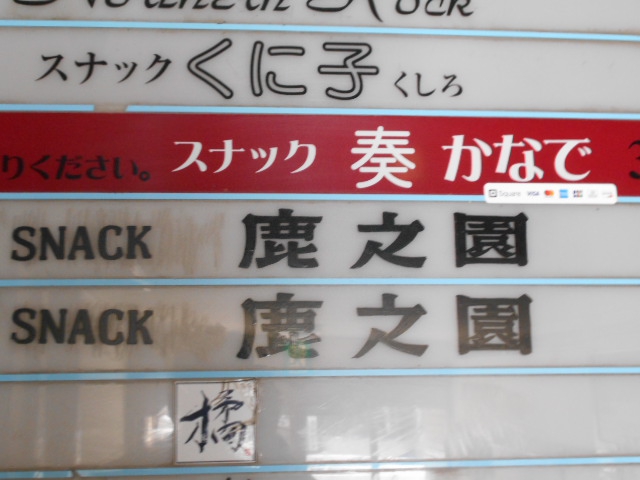 スナック くに子 くしろ
りください。 スナック 奏 かなで
Square VISA
SNACK 鹿之園
SNACK 鹿之園
橘